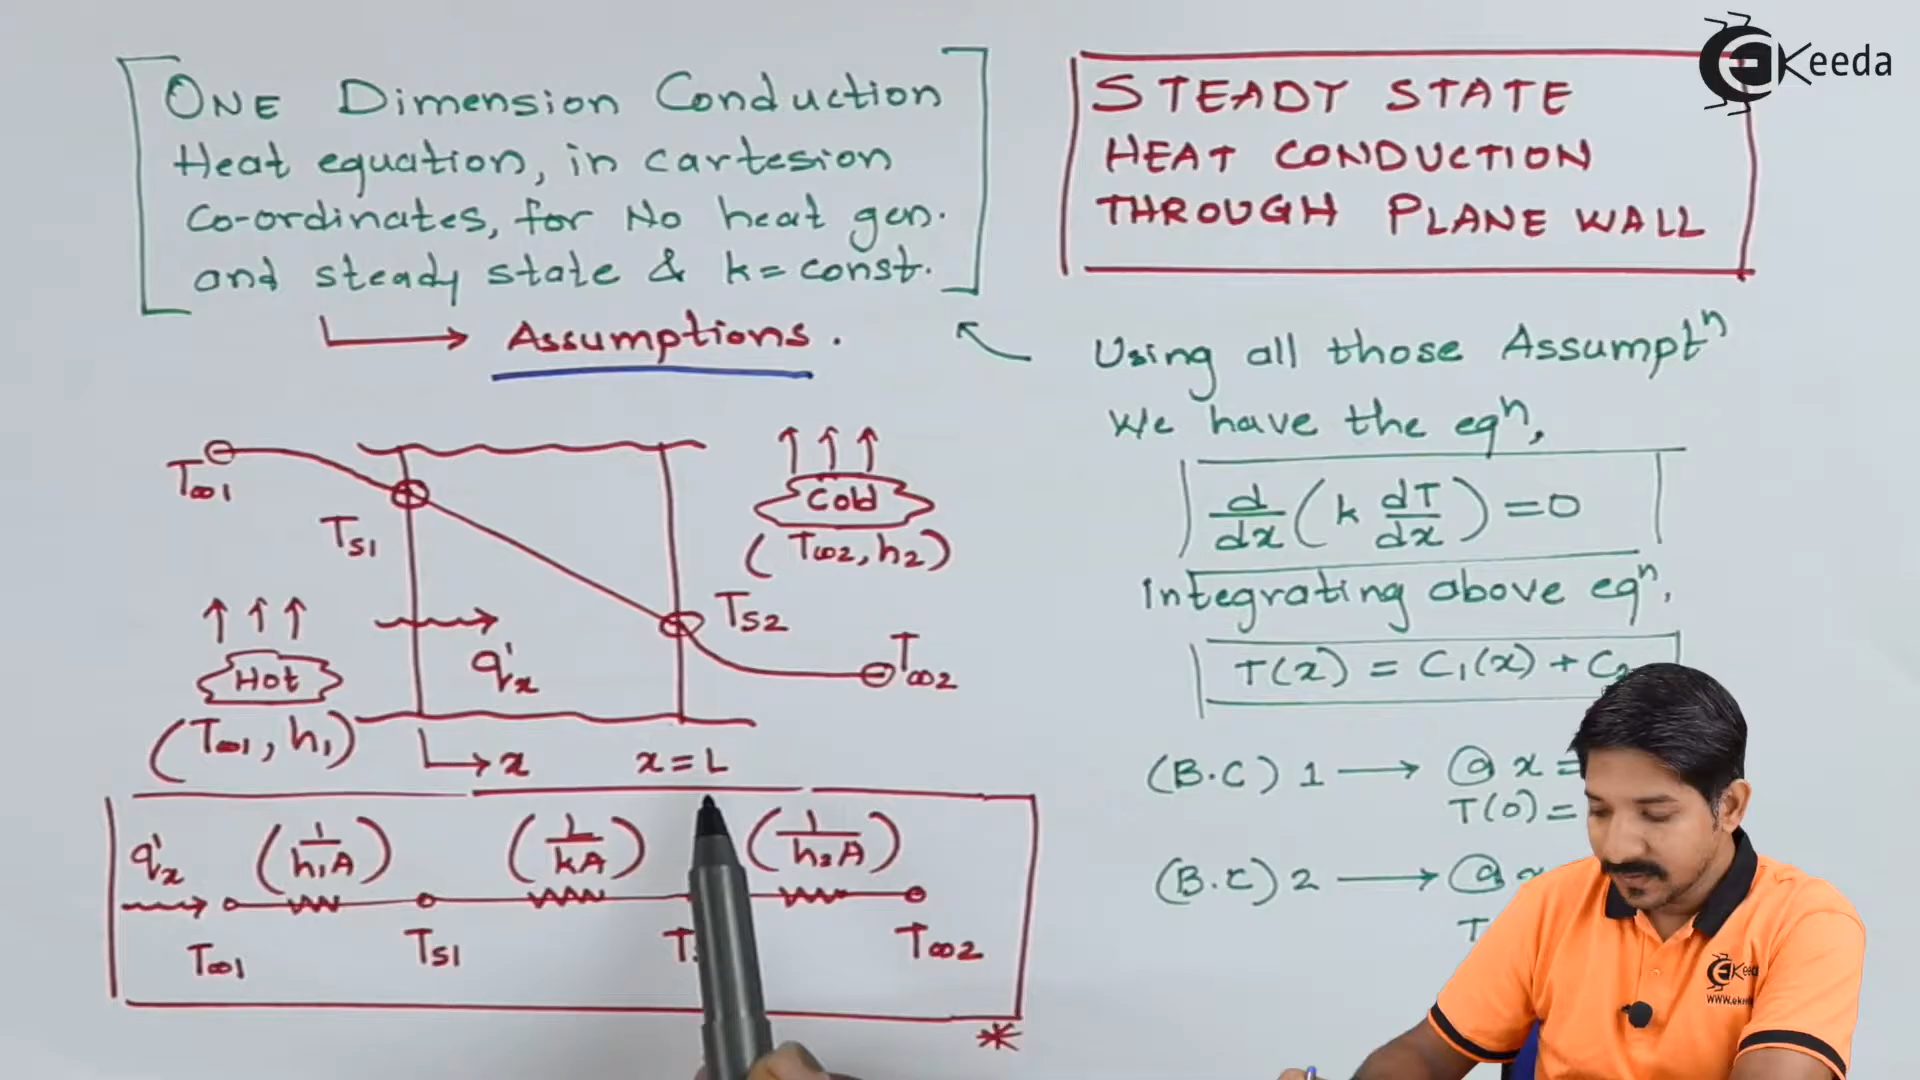 ONE Dimension Conduction
Heat equation, in cartesion
co-ordinates, for No heat gen.
and steady state & k = const.
Assumptions.
T∞1
Ts1
Hot
(T∞1, h1)
q'x
Cold
(T∞2, h2)
Ts2
T∞2
x
x = L
q'x
(1/h1A)
(L/kA)
(1/h2A)
T∞1
Ts1
T∞2
*
Keeda
STEADY STATE
HEAT CONDUCTION
THROUGH PLANE WALL
Using all those Assumptⁿ
We have the eqⁿ,
d/dx (k dT/dx) = 0
Integrating above eqⁿ,
T(x) = C1(x) + C2
(B.C) 1 → @ x =
T(0) =
(B.C) 2 → @ x
T
Keeda